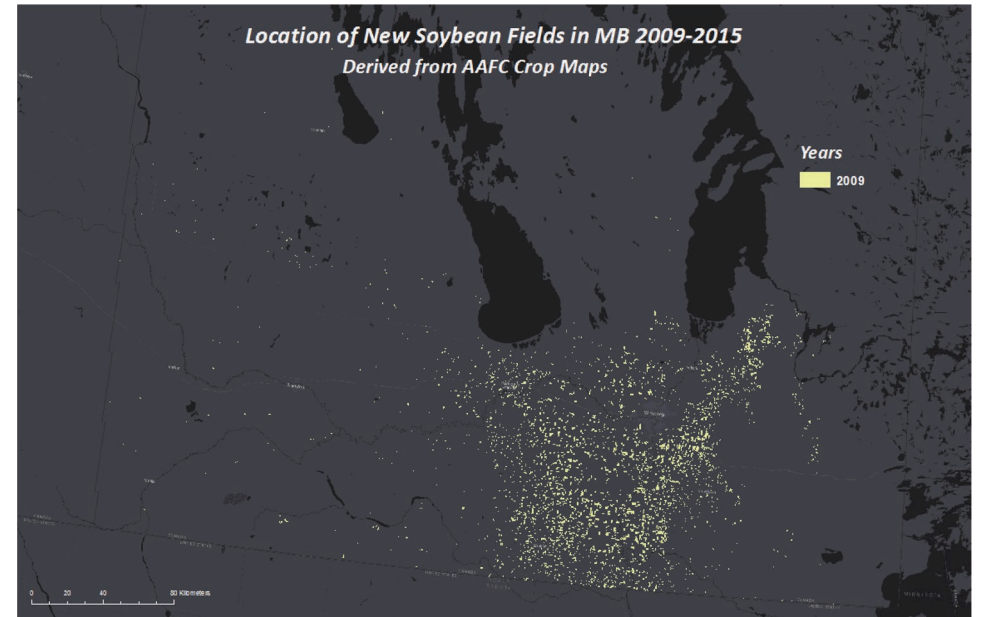 Location of New Soybean Fields in MB 2009-2015
Derived from AAFC Crop Maps
Years
2009
0 20 40 80 Kilometers
MINNESOTA